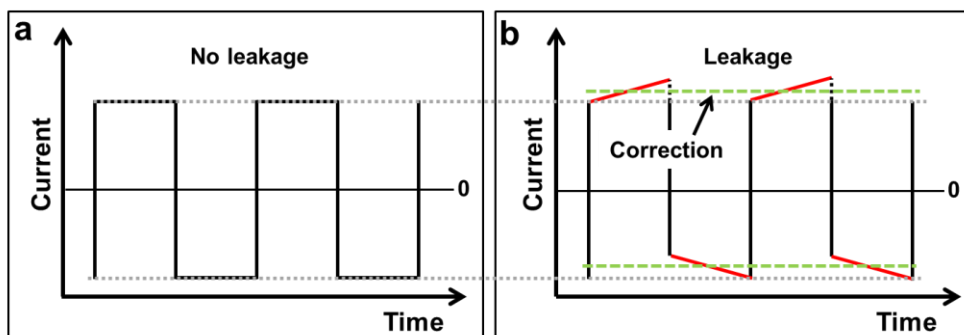 a
No leakage
Current
0
Time
b
Leakage
Correction
Current
0
Time